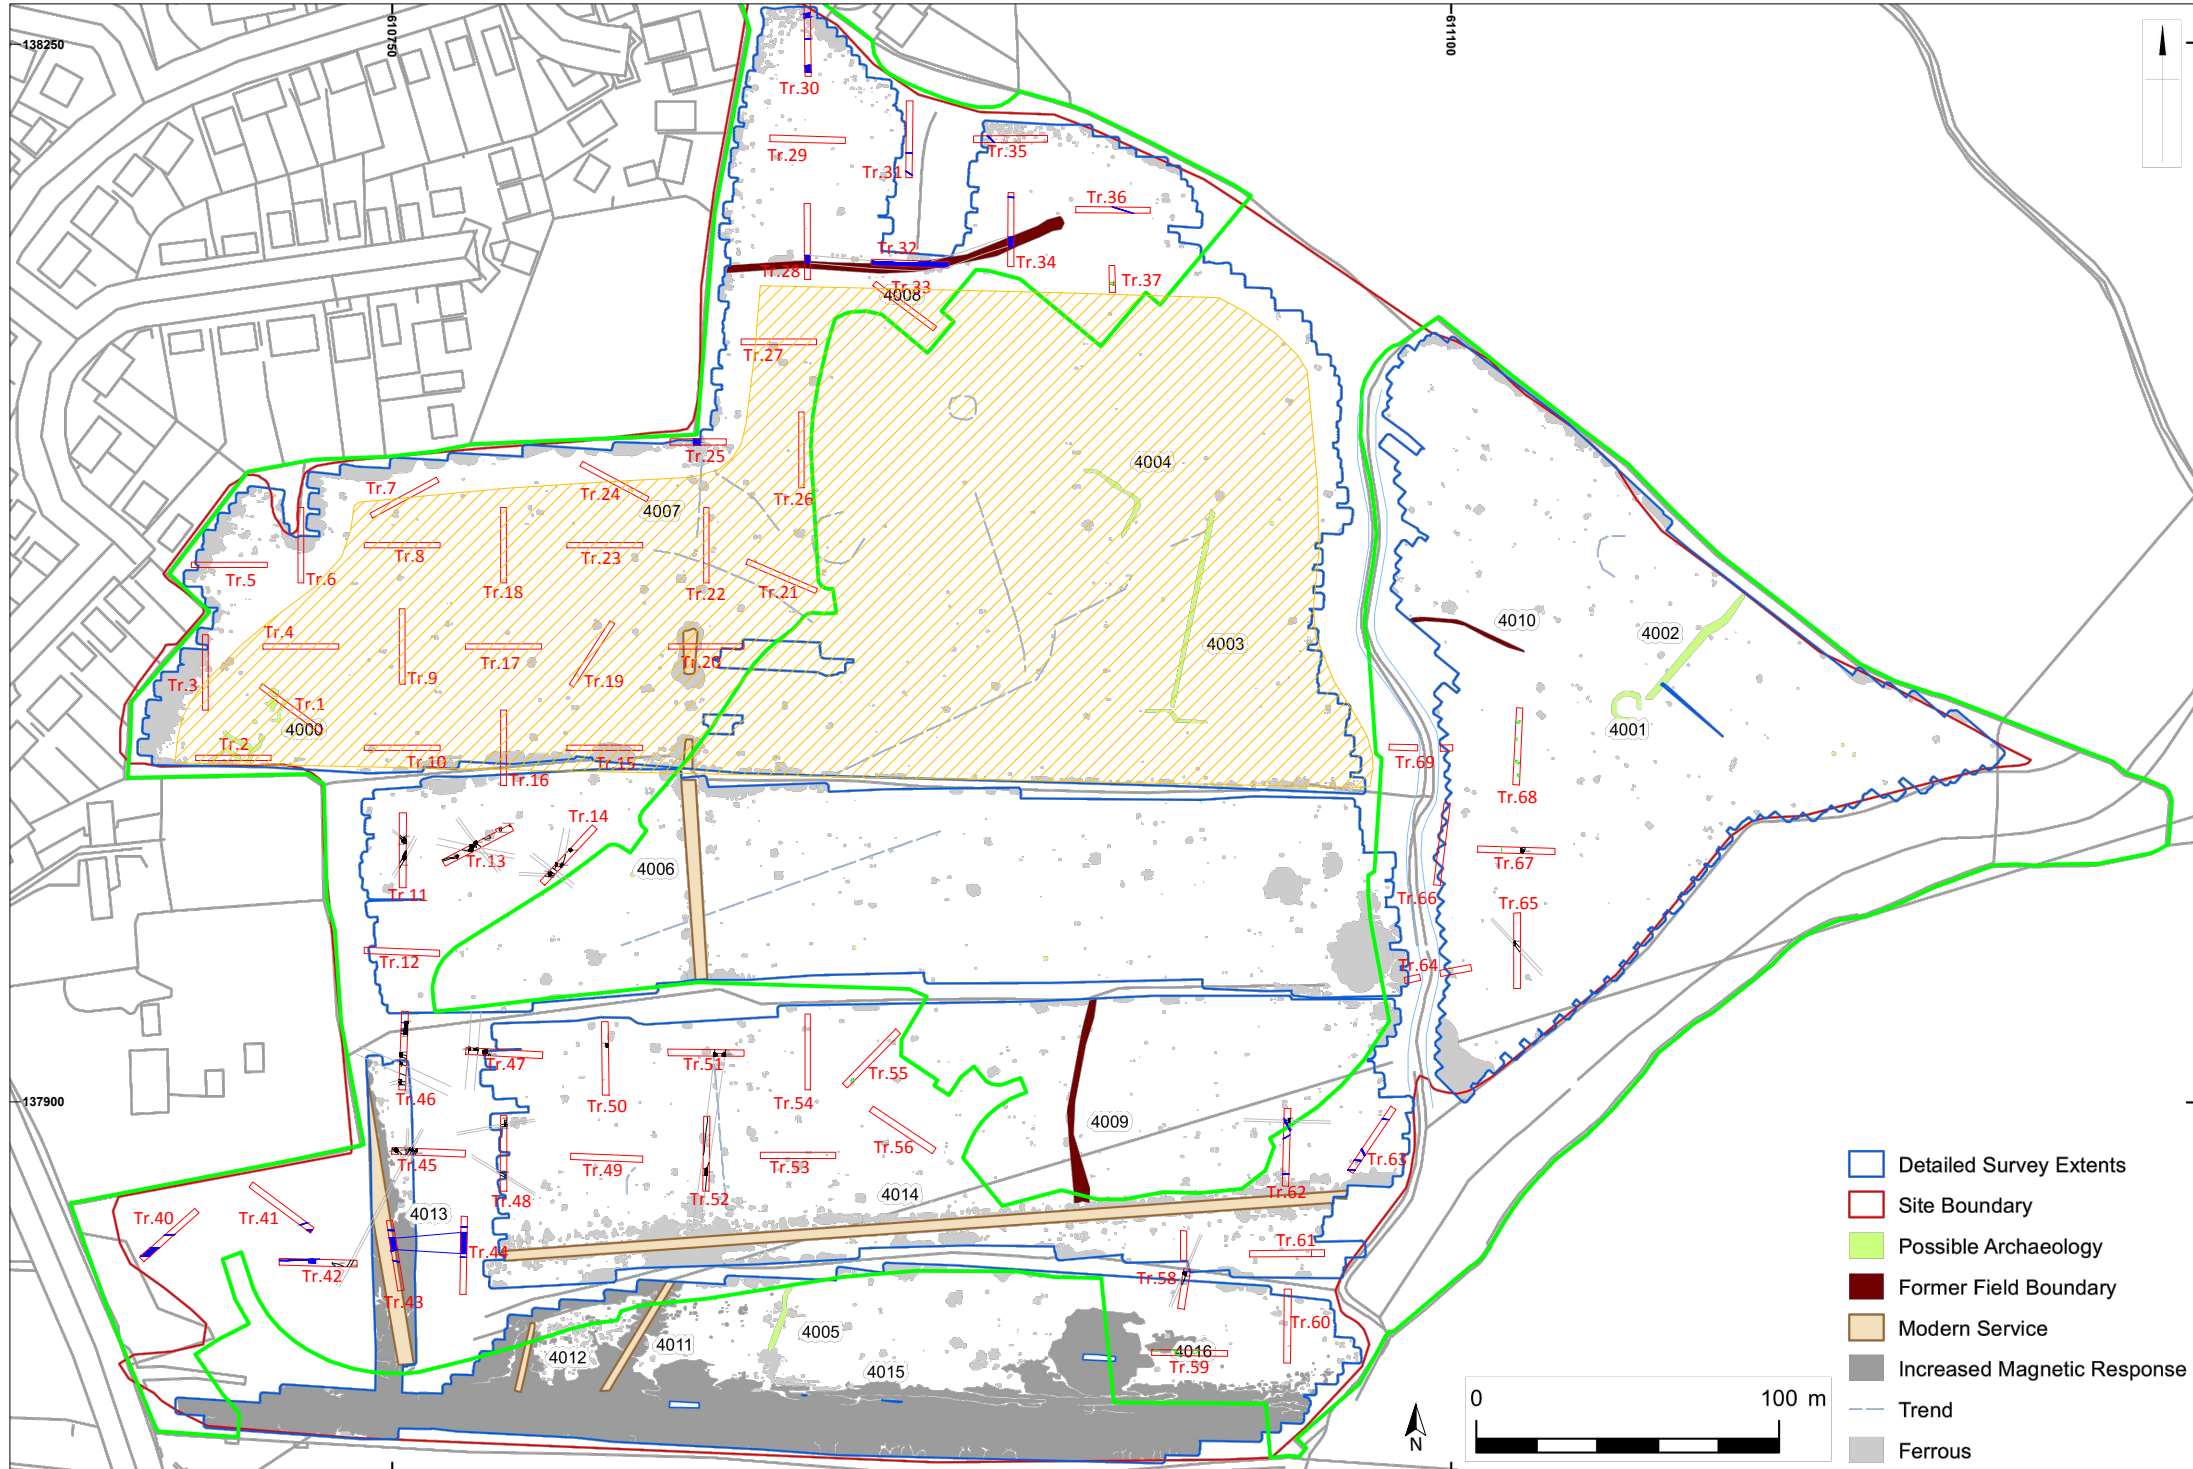 138250
610750
611100
Tr.30
Tr.29
Tr.31
Tr.35
Tr.36
Tr.32
Tr.28
Tr.34
Tr.37
Tr.33
4008
Tr.27
Tr.25
Tr.7
Tr.24
4007
Tr.26
4004
Tr.8
Tr.23
Tr.5
Tr.6
Tr.18
Tr.22
Tr.21
4010
4002
Tr.4
4003
Tr.20
Tr.3
Tr.9
Tr.17
Tr.19
Tr.1
4000
4001
Tr.2
Tr.10
Tr.16
Tr.15
Tr.69
Tr.68
Tr.14
Tr.13
4006
Tr.67
Tr.11
Tr.66
Tr.65
Tr.12
Tr.64
Tr.47
Tr.51
Tr.55
137900
Tr.46
Tr.50
Tr.54
4009
Tr.45
Tr.49
Tr.53
Tr.56
Tr.63
Tr.48
Tr.52
4014
Tr.62
Tr.40
Tr.41
4013
Tr.44
Tr.42
Tr.43
Tr.58
Tr.61
4005
Tr.60
4012
4011
4015
4016
Tr.59
Detailed Survey Extents
Site Boundary
Possible Archaeology
Former Field Boundary
Modern Service
Increased Magnetic Response
Trend
Ferrous
0 100 m
N